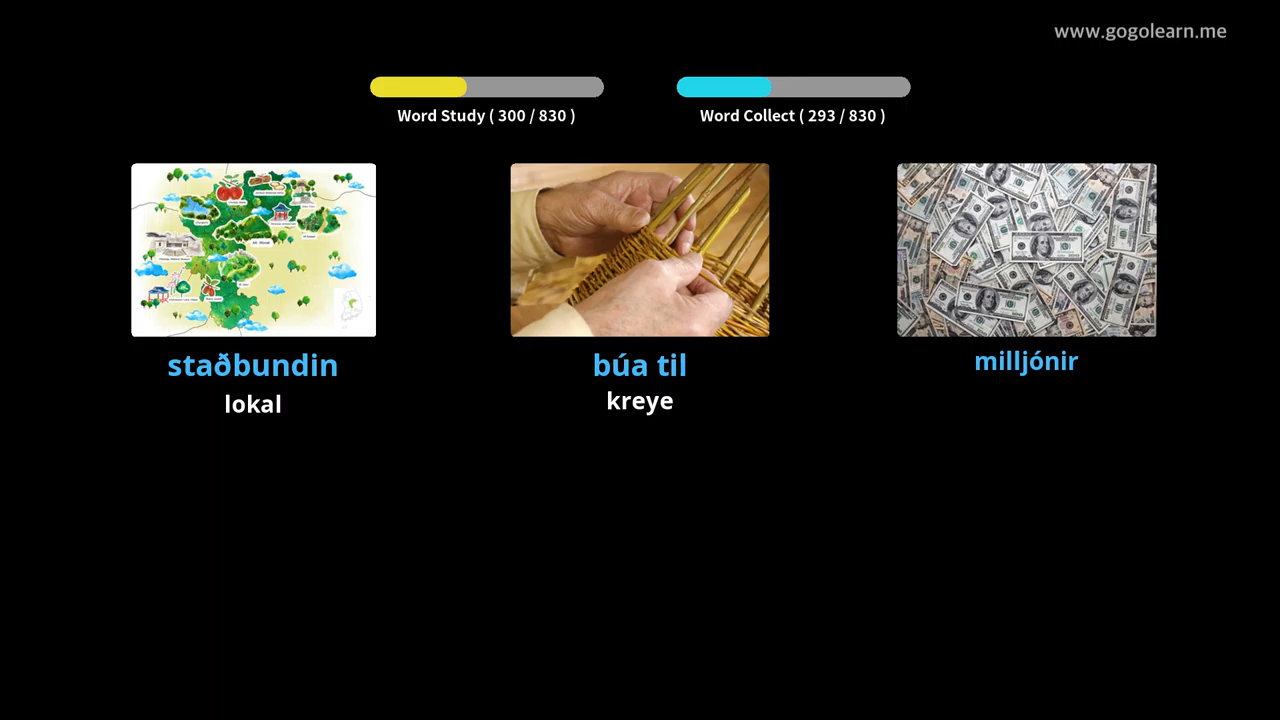 www.gogolearn.me
Word Study ( 300 / 830 )
Word Collect ( 293 / 830 )
staðbundin
búa til
milljónir
lokal
kreye